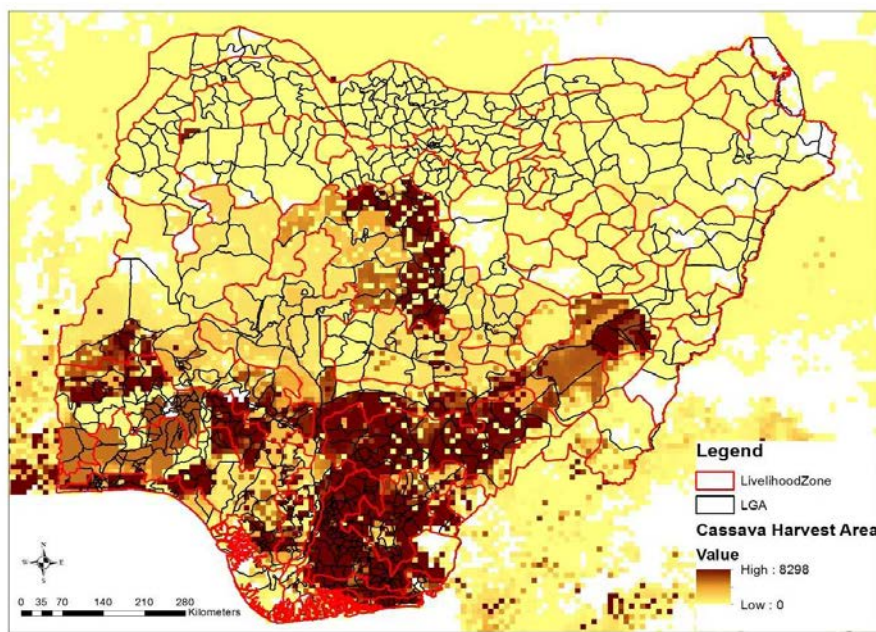 Legend
LivelihoodZone
LGA
Cassava Harvest Area
Value
High : 8298
Low : 0
N
W E
S
0 35 70 140 210 280
Kilometers